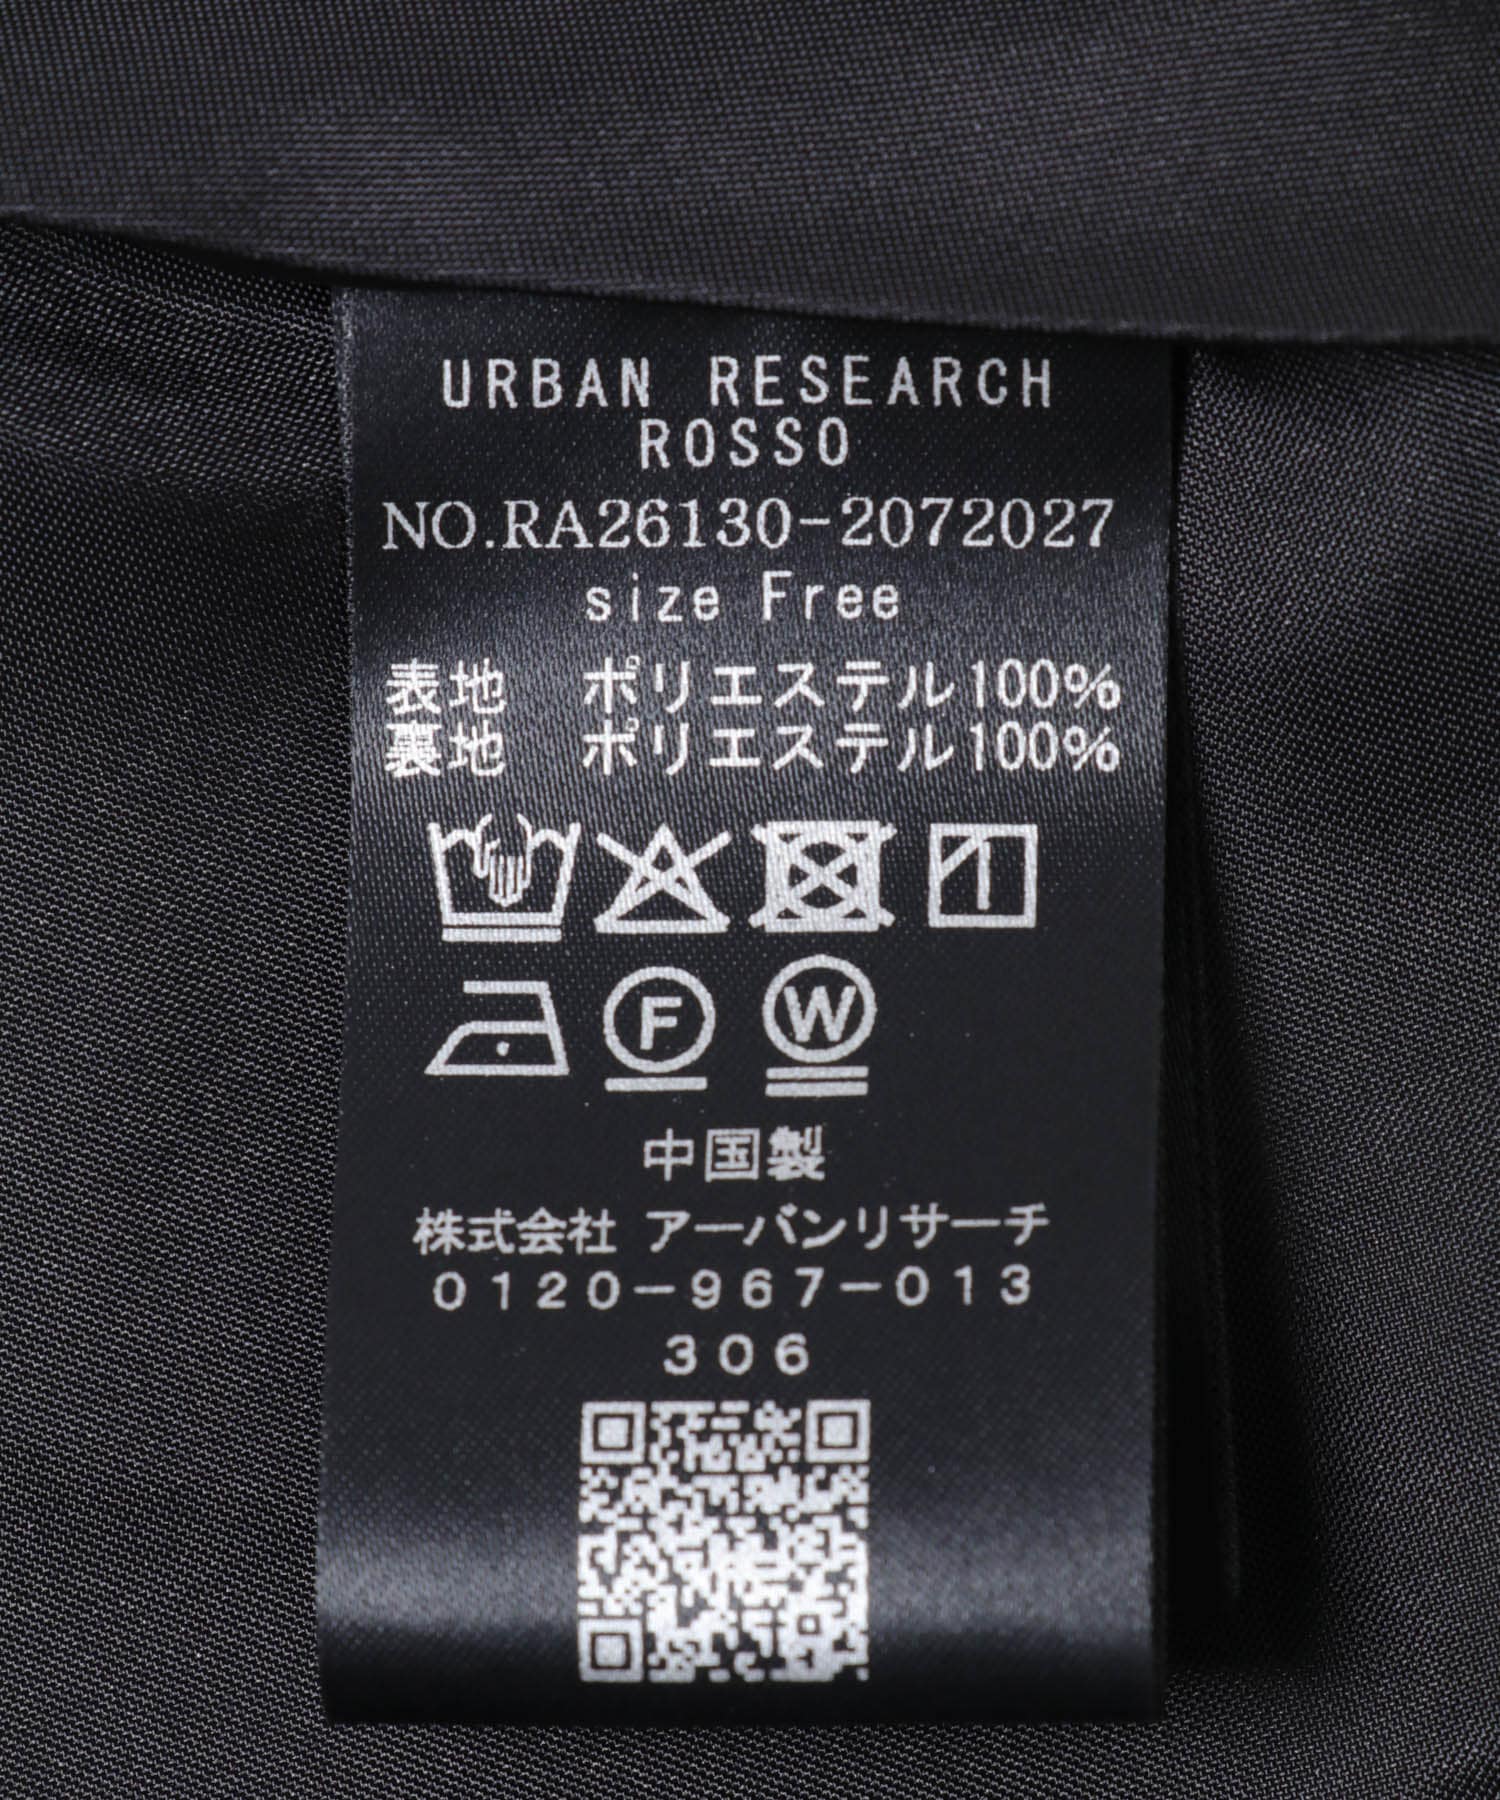 URBAN RESEARCH
ROSSO
NO.RA26130-2072027
size Free
表地 ポリエステル100%
裏地 ポリエステル100%
F W
中国製
株式会社 アーバンリサーチ
0120-967-013
306